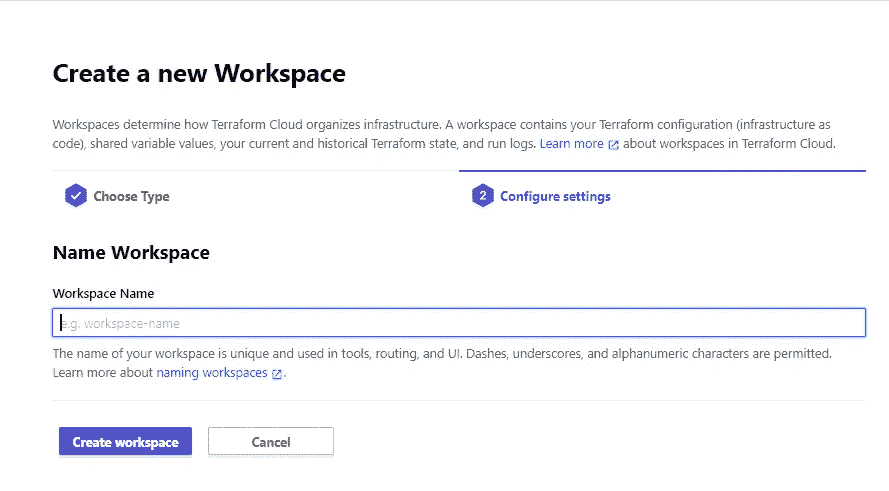 Create a new Workspace
Workspaces determine how Terraform Cloud organizes infrastructure. A workspace contains your Terraform configuration (infrastructure as
code), shared variable values, your current and historical Terraform state, and run logs. Learn more about workspaces in Terraform Cloud.
Choose Type
2 Configure settings
Name Workspace
Workspace Name
e.g. workspace-name
The name of your workspace is unique and used in tools, routing, and UI. Dashes, underscores, and alphanumeric characters are permitted.
Learn more about naming workspaces.
Create workspace
Cancel